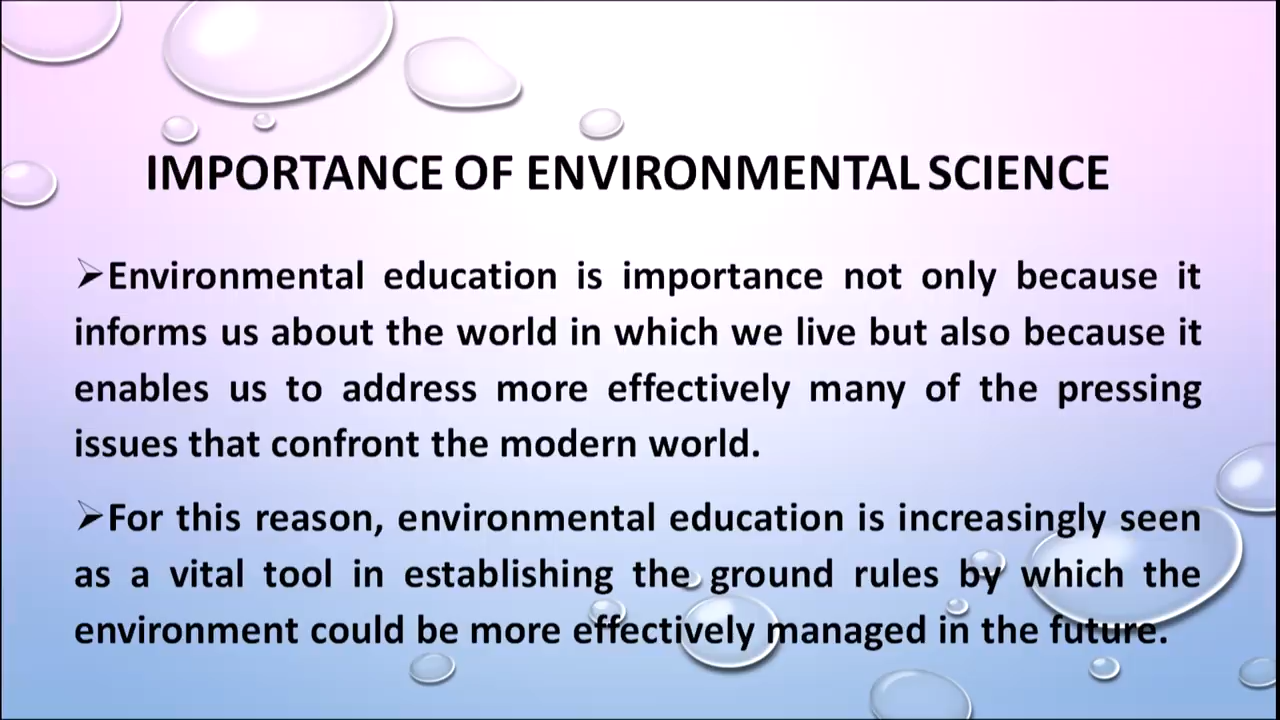 IMPORTANCE OF ENVIRONMENTAL SCIENCE
➢Environmental education is importance not only because it
informs us about the world in which we live but also because it
enables us to address more effectively many of the pressing
issues that confront the modern world.
➢For this reason, environmental education is increasingly seen
as a vital tool in establishing the ground rules by which the
environment could be more effectively managed in the future.